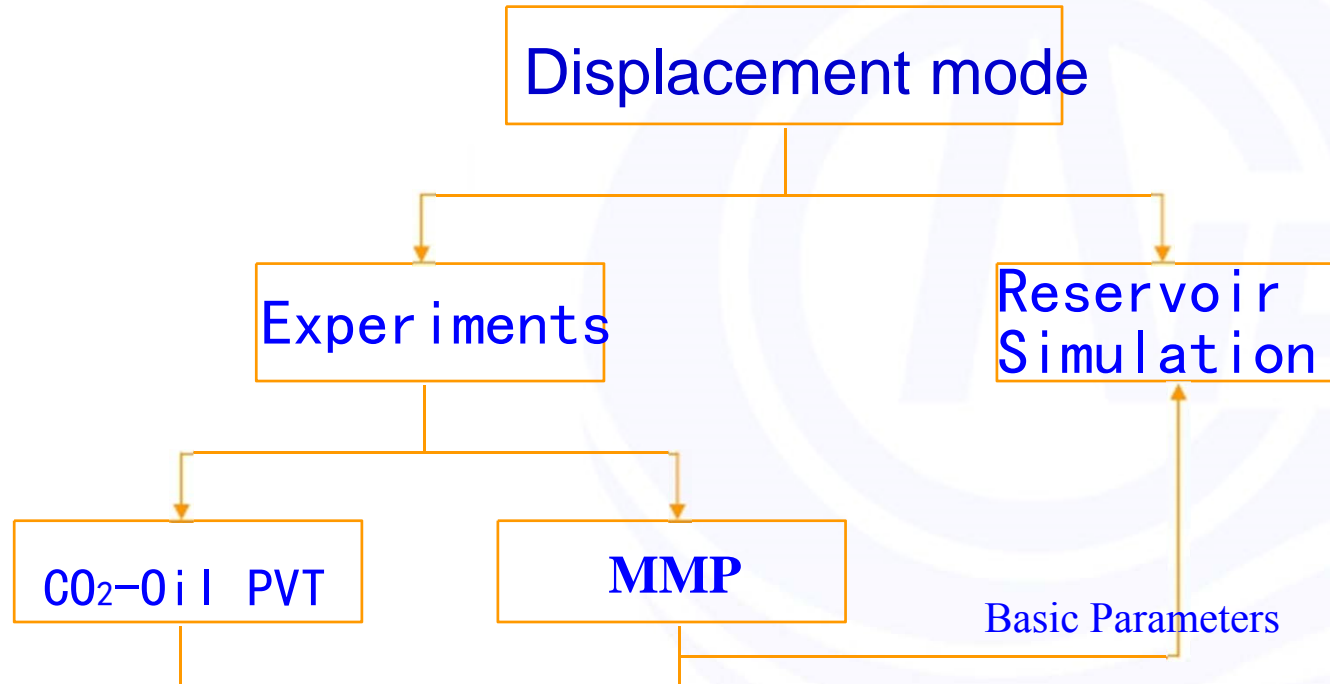 Displacement mode
Experiments
Reservoir
Simulation
CO2-Oil PVT
MMP
Basic Parameters